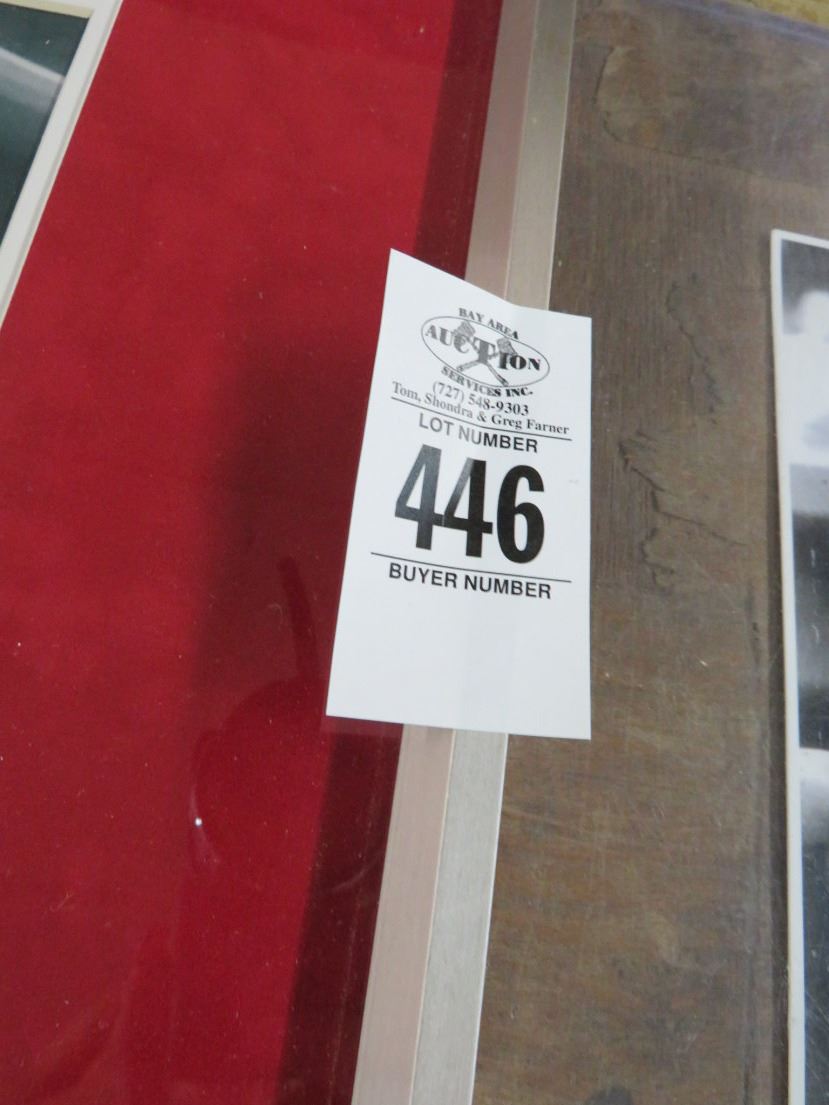 BAY AREA
AUCTION
SERVICES INC.
(727) 548-9303
Tom, Shondra & Greg Farner
LOT NUMBER
446
BUYER NUMBER